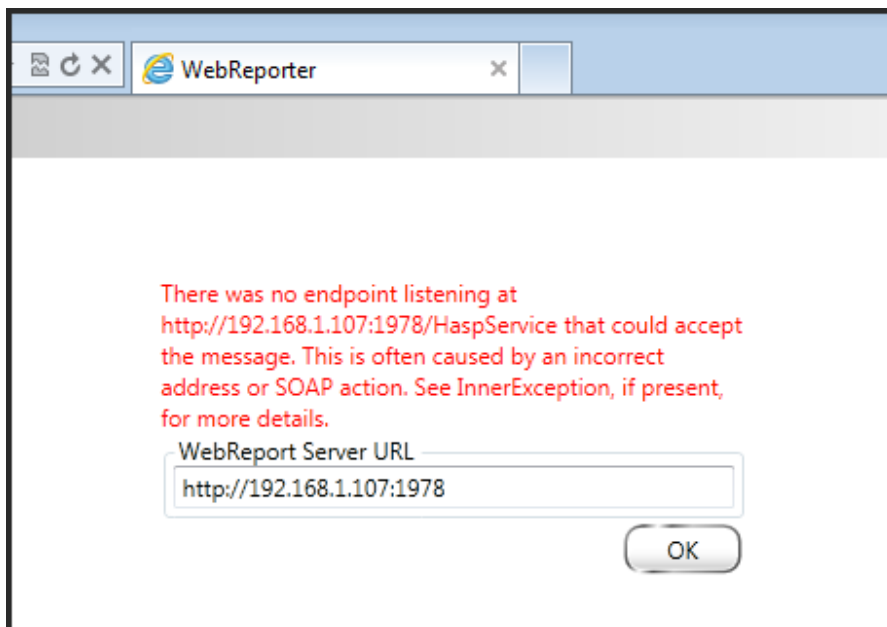 WebReporter
There was no endpoint listening at
http://192.168.1.107:1978/HaspService that could accept
the message. This is often caused by an incorrect
address or SOAP action. See InnerException, if present,
for more details.
WebReport Server URL
http://192.168.1.107:1978
OK